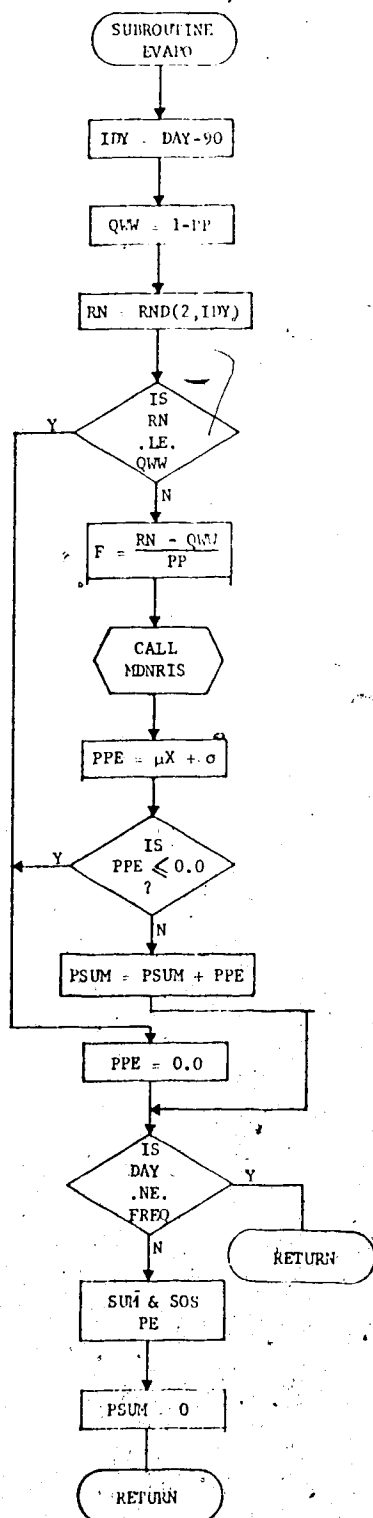 SUBROUTINE
EVAPO
IDY = DAY-90
QWW = 1-PP
RN = RND(2,IDY)
IS
RN
.LE.
QWW
Y
N
F = RN - QWW
PP
CALL
MDNRIS
PPE = µX + σ
IS
PPE ⩽ 0.0
?
Y
N
PSUM = PSUM + PPE
PPE = 0.0
IS
DAY
.NE.
FREQ
Y
N
RETURN
SUM & SOS
PE
PSUM = 0
RETURN